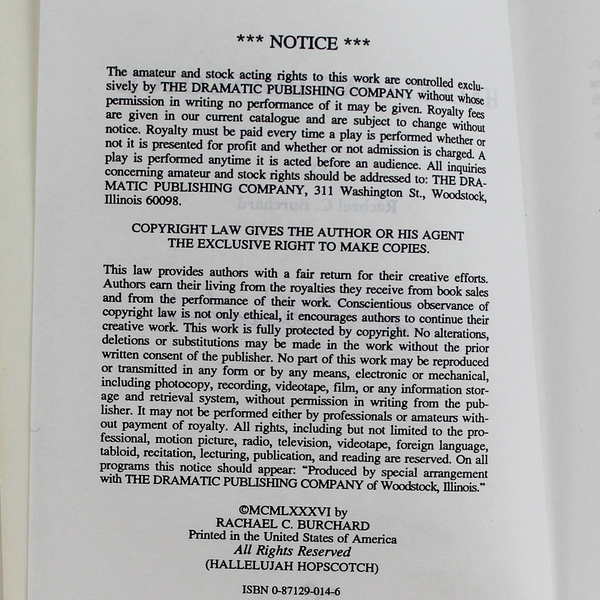 *** NOTICE ***
The amateur and stock acting rights to this work are controlled exclu-
sively by THE DRAMATIC PUBLISHING COMPANY without whose
permission in writing no performance of it may be given. Royalty fees
are given in our current catalogue and are subject to change without
notice. Royalty must be paid every time a play is performed whether or
not it is presented for profit and whether or not admission is charged. A
play is performed anytime it is acted before an audience. All inquiries
concerning amateur and stock rights should be addressed to: THE DRA-
MATIC PUBLISHING COMPANY, 311 Washington St., Woodstock,
Illinois 60098.
COPYRIGHT LAW GIVES THE AUTHOR OR HIS AGENT
THE EXCLUSIVE RIGHT TO MAKE COPIES.
This law provides authors with a fair return for their creative efforts.
Authors earn their living from the royalties they receive from book sales
and from the performance of their work. Conscientious observance of
copyright law is not only ethical, it encourages authors to continue their
creative work. This work is fully protected by copyright. No alterations,
deletions or substitutions may be made in the work without the prior
written consent of the publisher. No part of this work may be reproduced
or transmitted in any form or by any means, electronic or mechanical,
including photocopy, recording, videotape, film, or any information stor-
age and retrieval system, without permission in writing from the pub-
lisher. It may not be performed either by professionals or amateurs with-
out payment of royalty. All rights, including but not limited to the pro-
fessional, motion picture, radio, television, videotape, foreign language,
tabloid, recitation, lecturing, publication, and reading are reserved. On all
programs this notice should appear: "Produced by special arrangement
with THE DRAMATIC PUBLISHING COMPANY of Woodstock, Illinois."
©MCMLXXXVI by
RACHAEL C. BURCHARD
Printed in the United States of America
All Rights Reserved
(HALLELUJAH HOPSCOTCH)
ISBN 0-87129-014-6